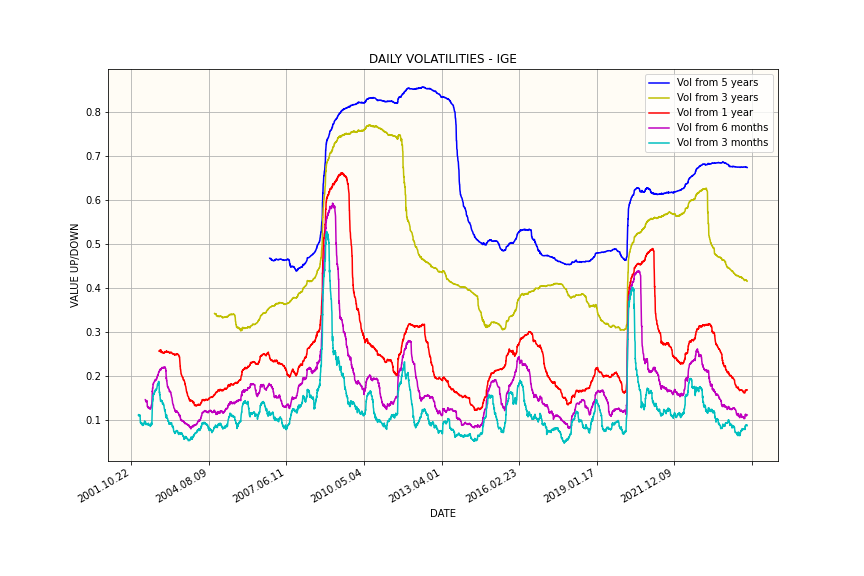 DAILY VOLATILITIES - IGE
Vol from 5 years
Vol from 3 years
Vol from 1 year
Vol from 6 months
Vol from 3 months
VALUE UP/DOWN
0.8
0.7
0.6
0.5
0.4
0.3
0.2
0.1
2001.10.22
2004.08.09
2007.06.11
2010.05.04
2013.04.01
2016.02.23
2019.01.17
2021.12.09
DATE